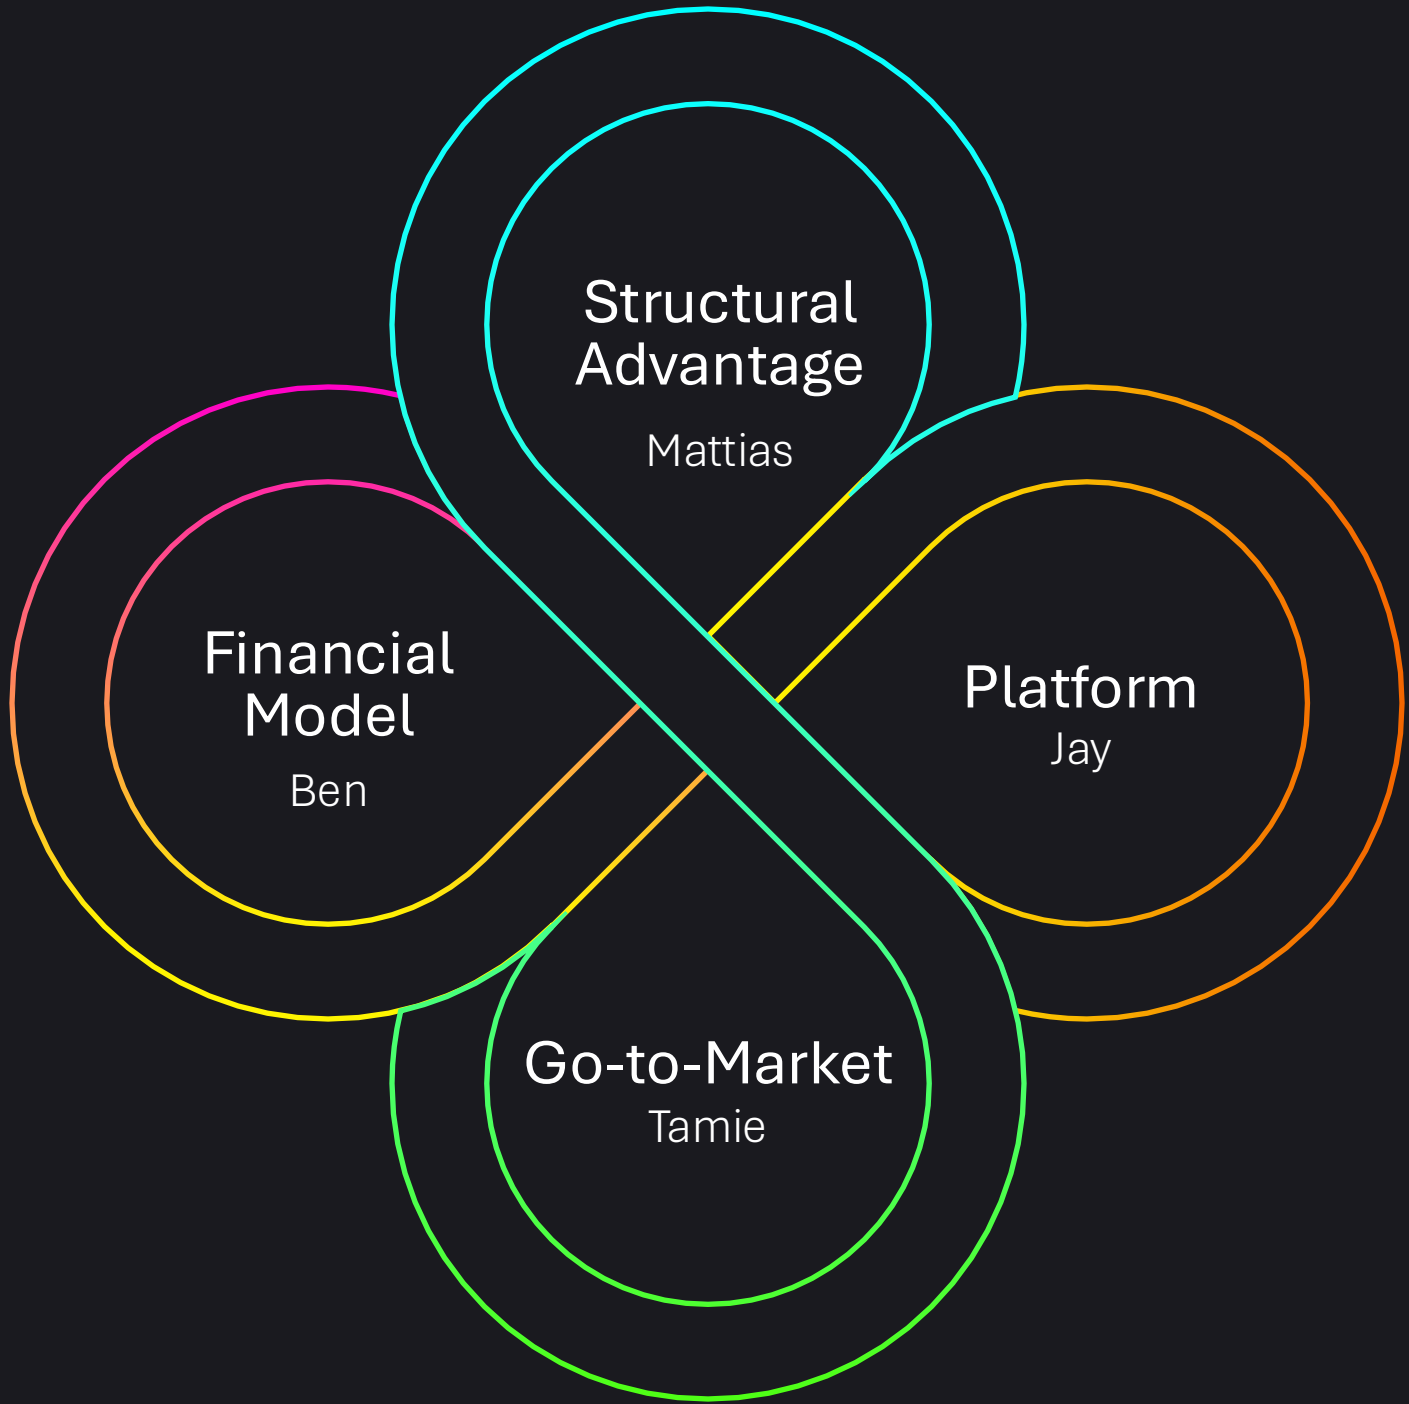 Structural
Advantage
Mattias
Financial
Model
Ben
Platform
Jay
Go-to-Market
Tamie